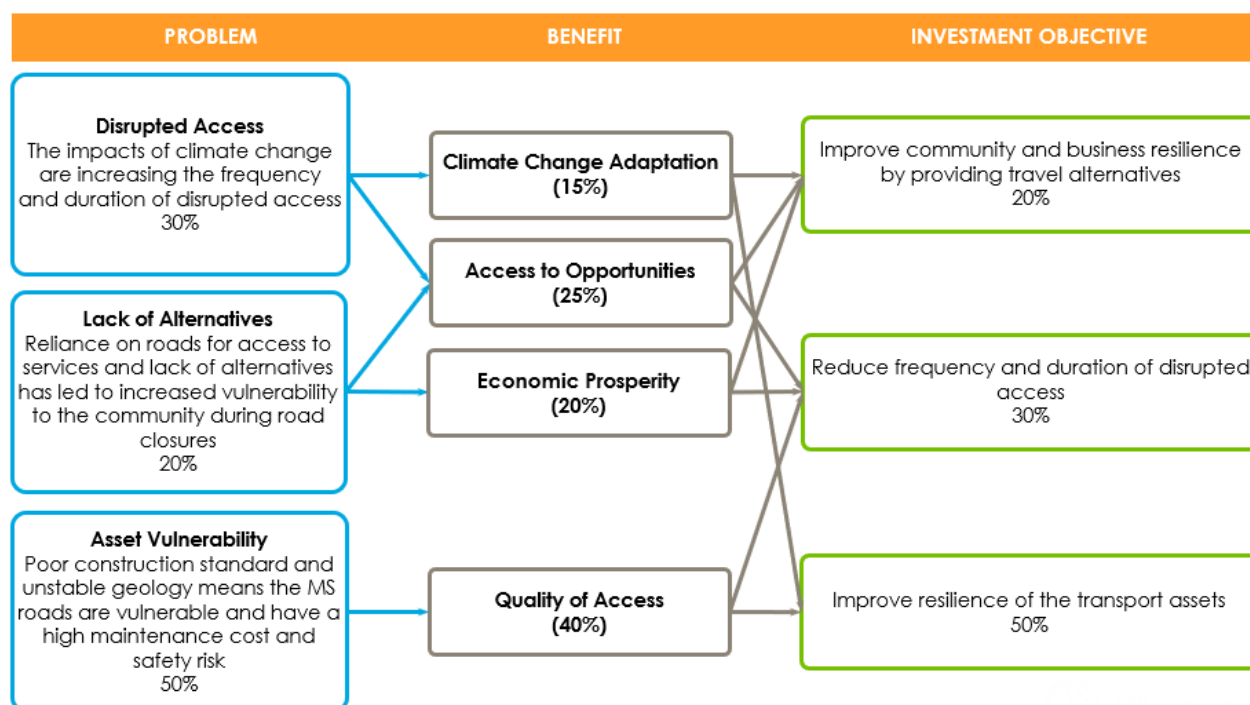 PROBLEM
BENEFIT
INVESTMENT OBJECTIVE
Disrupted Access
The impacts of climate change
are increasing the frequency
and duration of disrupted access
30%
Lack of Alternatives
Reliance on roads for access to
services and lack of alternatives
has led to increased vulnerability
to the community during road
closures
20%
Asset Vulnerability
Poor construction standard and
unstable geology means the MS
roads are vulnerable and have a
high maintenance cost and
safety risk
50%
Climate Change Adaptation
(15%)
Access to Opportunities
(25%)
Economic Prosperity
(20%)
Quality of Access
(40%)
Improve community and business resilience
by providing travel alternatives
20%
Reduce frequency and duration of disrupted
access
30%
Improve resilience of the transport assets
50%